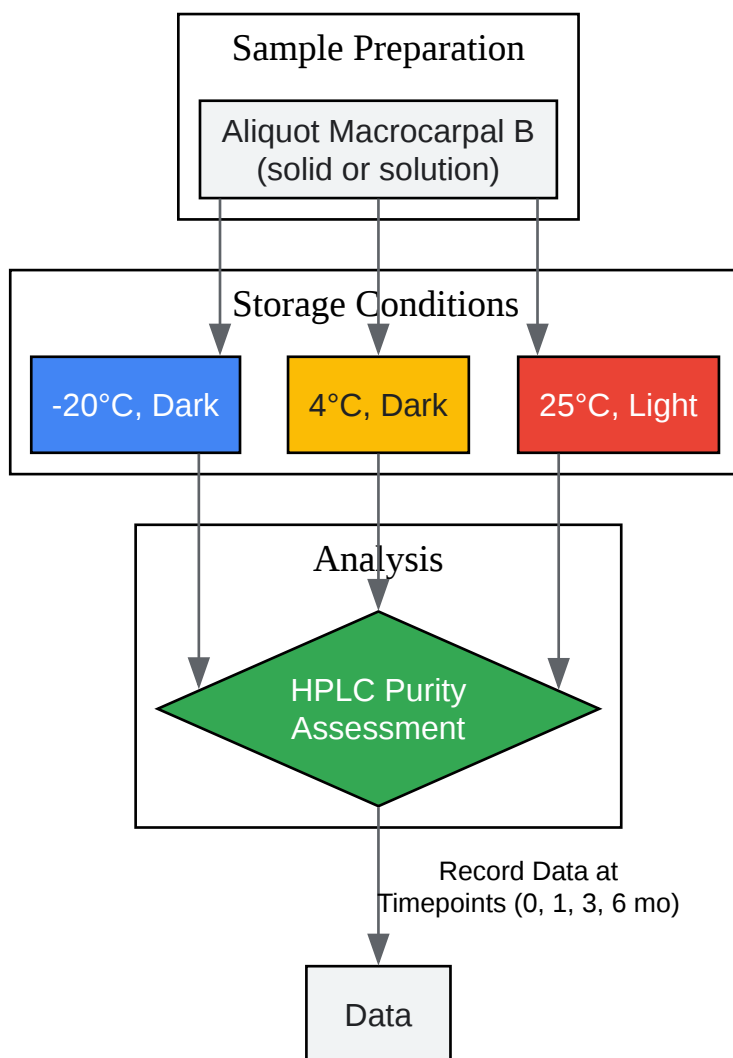 Sample Preparation
Aliquot Macrocarpal B
(solid or solution)
Storage Conditions
-20°C, Dark
4°C, Dark
25°C, Light
Analysis
HPLC Purity
Assessment
Record Data at
Timepoints (0, 1, 3, 6 mo)
Data